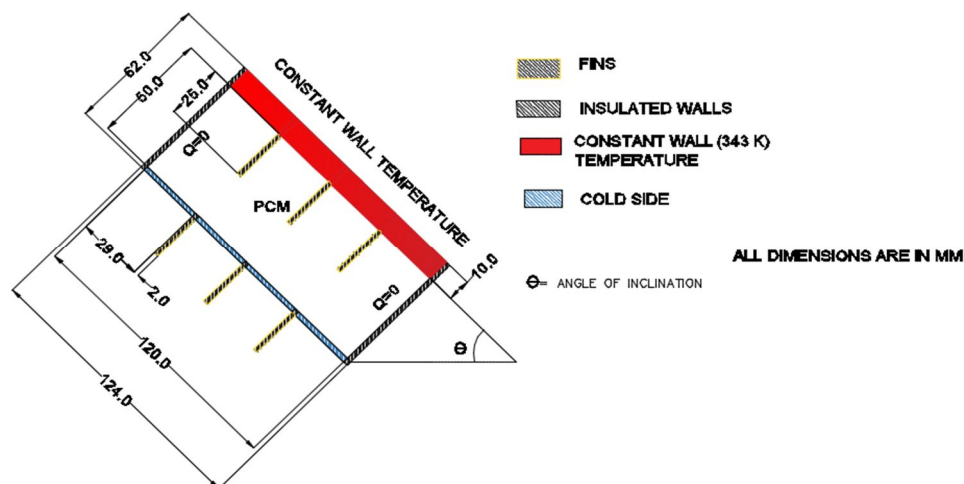 62.0
50.0
25.0
CONSTANT WALL TEMPERATURE
Q=0
PCM
29.0
2.0
120.0
124.0
Q=0
10.0
Θ
FINS
INSULATED WALLS
CONSTANT WALL (343 K)
TEMPERATURE
COLD SIDE
ALL DIMENSIONS ARE IN MM
Θ= ANGLE OF INCLINATION